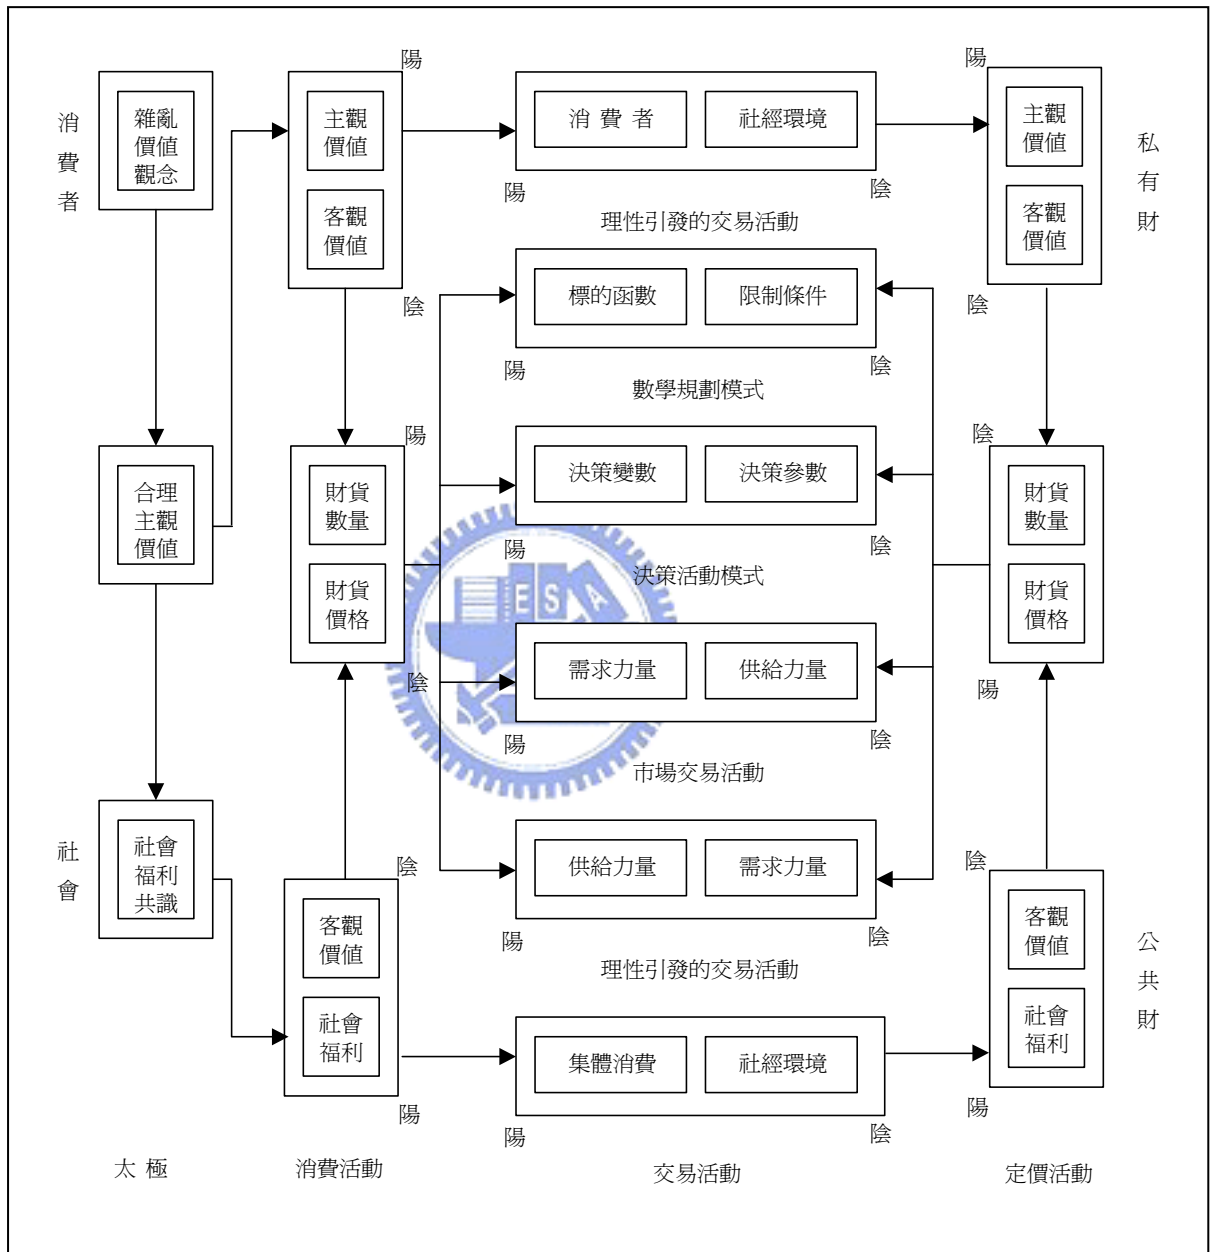 消費者
雜亂
價值
觀念
合理
主觀
價值
社會
社會
福利
共識
太 極
陽
主觀
價值
客觀
價值
陰
陽
財貨
數量
財貨
價格
陰
陰
客觀
價值
社會
福利
陽
消費活動
消 費 者
社經環境
陽
陰
理性引發的交易活動
標的函數
限制條件
陽
陰
數學規劃模式
決策變數
決策參數
陽
陰
決策活動模式
ESA
需求力量
供給力量
陽
陰
市場交易活動
供給力量
需求力量
陽
陰
理性引發的交易活動
集體消費
社經環境
陽
陰
交易活動
陽
主觀
價值
客觀
價值
陰
私有財
陰
財貨
數量
財貨
價格
陽
陰
客觀
價值
社會
福利
陽
公共財
定價活動